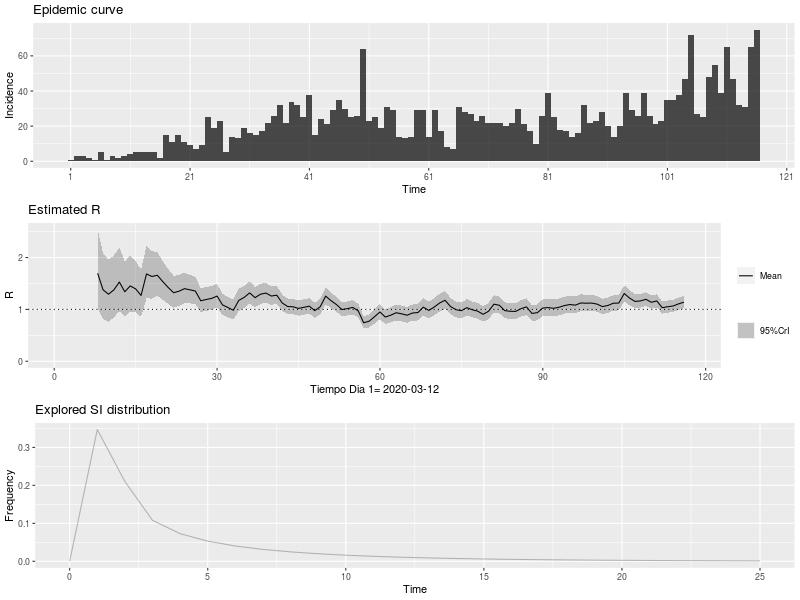 Epidemic curve
Incidence
60
40
20
0
1
21
41
61
81
101
121
Time
Estimated R
R
2
1
0
0
30
60
90
120
Tiempo Dia 1= 2020-03-12
Mean
95%CrI
Explored SI distribution
Frequency
0.3
0.2
0.1
0.0
0
5
10
15
20
25
Time